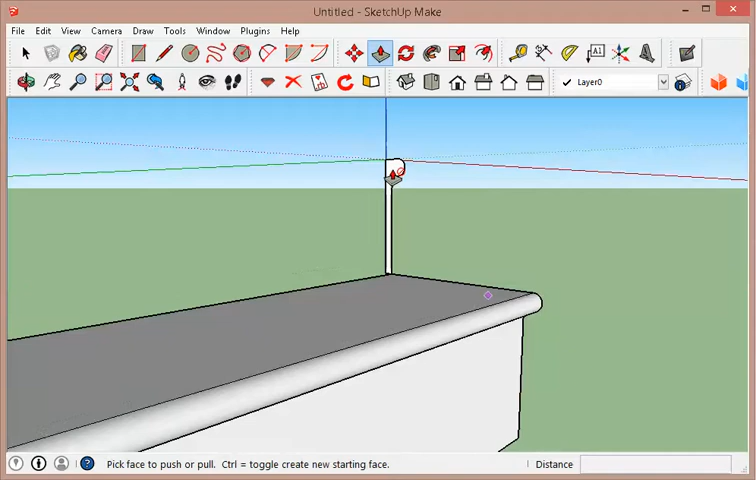 Untitled - SketchUp Make
File Edit View Camera Draw Tools Window Plugins Help
A1
Layer0
Pick face to push or pull. Ctrl = toggle create new starting face. Distance